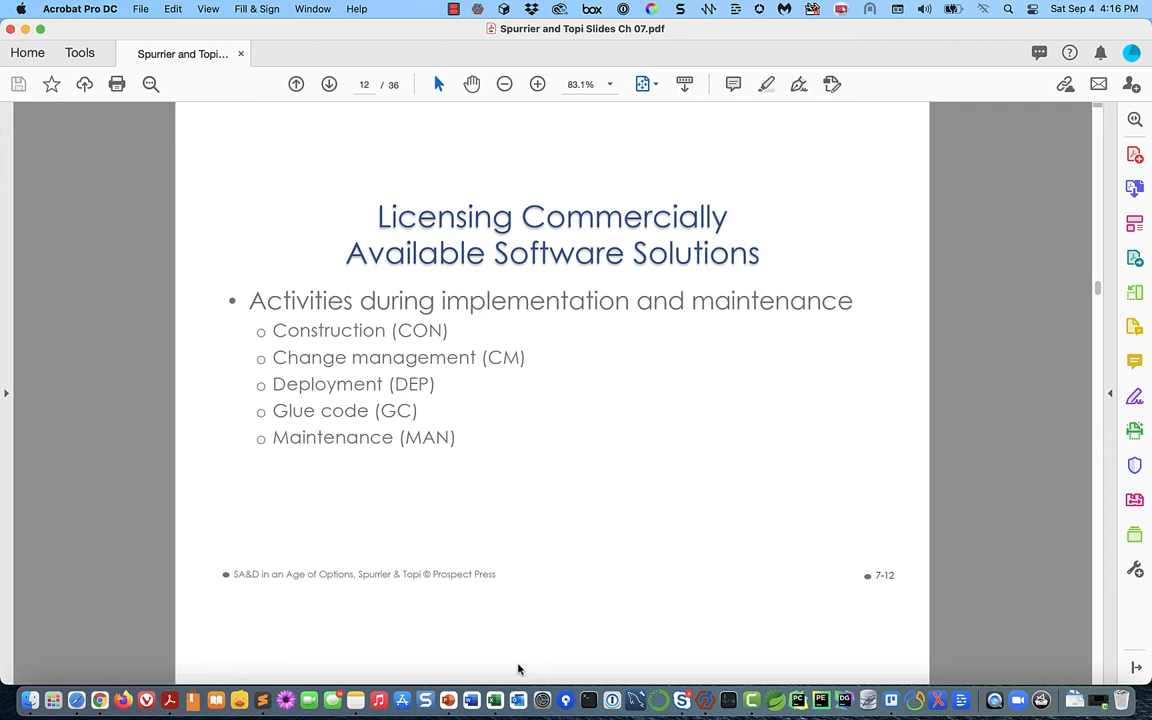 Acrobat Pro DC File Edit View Fill & Sign Window Help box Sat Sep 4 4:16 PM
Spurrier and Topi Slides Ch 07.pdf
Home Tools Spurrier and Topi... ×
12 / 36 83.1%
Licensing Commercially
Available Software Solutions
• Activities during implementation and maintenance
o Construction (CON)
o Change management (CM)
o Deployment (DEP)
o Glue code (GC)
o Maintenance (MAN)
SA&D in an Age of Options, Spurrier & Topi © Prospect Press
7-12